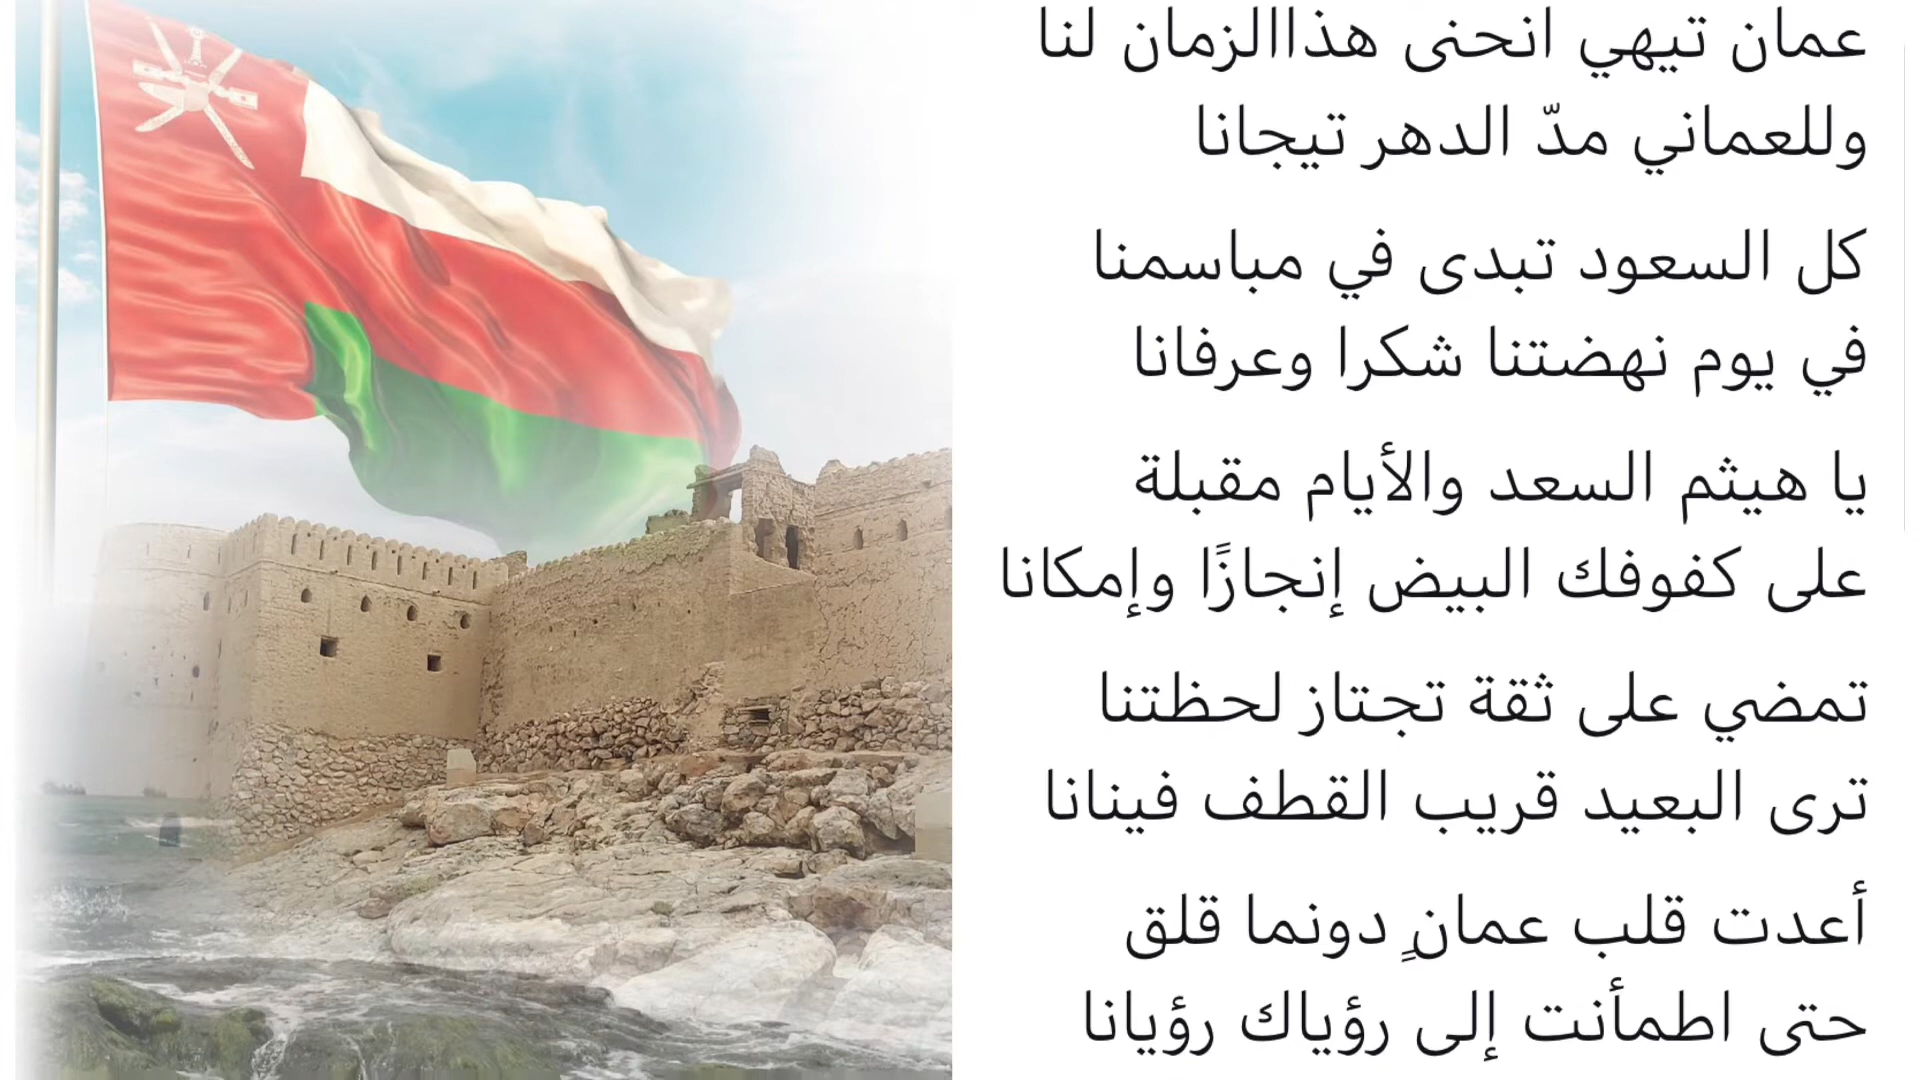 عمان تيهي انحنى هذاالزمان لنا
وللعماني مدّ الدهر تيجانا
كل السعود تبدى في مباسمنا
في يوم نهضتنا شكرا وعرفانا
يا هيثم السعد والأيام مقبلة
على كفوفك البيض إنجازًا وإمكانا
تمضي على ثقة تجتاز لحظتنا
ترى البعيد قريب القطف فينانا
أعدت قلب عمانٍ دونما قلق
حتى اطمأنت إلى رؤياك رؤيانا